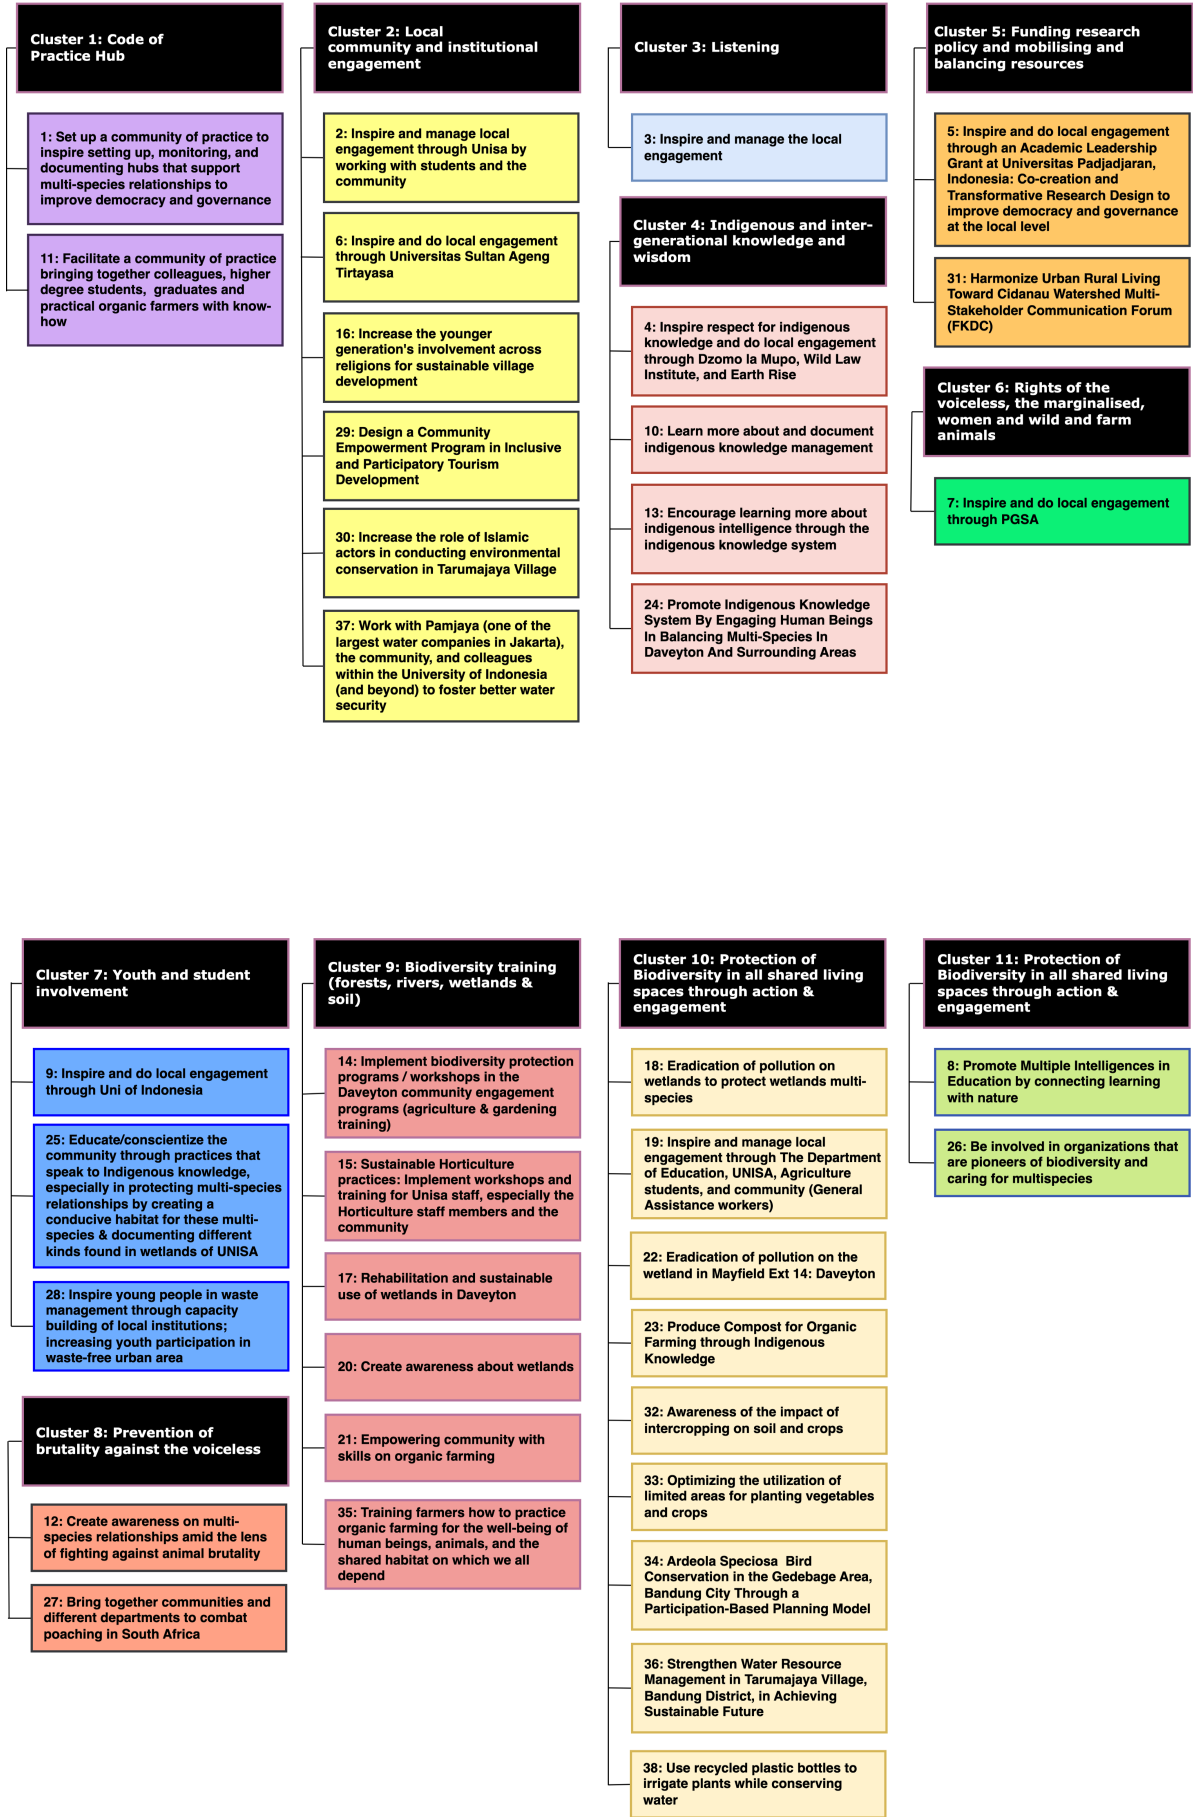 Cluster 1: Code of
Practice Hub
1: Set up a community of practice to
inspire setting up, monitoring, and
documenting hubs that support
multi-species relationships to
improve democracy and governance
11: Facilitate a community of practice
bringing together colleagues, higher
degree students,  graduates and
practical organic farmers with know-
how
Cluster 2: Local
community and institutional
engagement
2: Inspire and manage local
engagement through Unisa by
working with students and the
community
6: Inspire and do local engagement
through Universitas Sultan Ageng
Tirtayasa
16: Increase the younger
generation's involvement across
religions for sustainable village
development
29: Design a Community
Empowerment Program in Inclusive
and Participatory Tourism
Development
30: Increase the role of Islamic
actors in conducting environmental
conservation in Tarumajaya Village
37: Work with Pamjaya (one of the
largest water companies in Jakarta),
the community, and colleagues
within the University of Indonesia
(and beyond) to foster better water
security
Cluster 3: Listening
3: Inspire and manage the local
engagement
Cluster 4: Indigenous and inter-
generational knowledge and
wisdom
4: Inspire respect for indigenous
knowledge and do local engagement
through Dzomo la Mupo, Wild Law
Institute, and Earth Rise
10: Learn more about and document
indigenous knowledge management
13: Encourage learning more about
indigenous intelligence through the
indigenous knowledge system
24: Promote Indigenous Knowledge
System By Engaging Human Beings
In Balancing Multi-Species In
Daveyton And Surrounding Areas
Cluster 5: Funding research
policy and mobilising and
balancing resources
5: Inspire and do local engagement
through an Academic Leadership
Grant at Universitas Padjadjaran,
Indonesia: Co-creation and
Transformative Research Design to
improve democracy and governance
at the local level
31: Harmonize Urban Rural Living
Toward Cidanau Watershed Multi-
Stakeholder Communication Forum
(FKDC)
Cluster 6: Rights of the
voiceless, the marginalised,
women and wild and farm
animals
7: Inspire and do local engagement
through PGSA
Cluster 7: Youth and student
involvement
9: Inspire and do local engagement
through Uni of Indonesia
25: Educate/conscientize the
community through practices that
speak to Indigenous knowledge,
especially in protecting multi-species
relationships by creating a
conducive habitat for these multi-
species & documenting different
kinds found in wetlands of UNISA
28: Inspire young people in waste
management through capacity
building of local institutions;
increasing youth participation in
waste-free urban area
Cluster 8: Prevention of
brutality against the voiceless
12: Create awareness on multi-
species relationships amid the lens
of fighting against animal brutality
27: Bring together communities and
different departments to combat
poaching in South Africa
Cluster 9: Biodiversity training
(forests, rivers, wetlands &
soil)
14: Implement biodiversity protection
programs / workshops in the
Daveyton community engagement
programs (agriculture & gardening
training)
15: Sustainable Horticulture
practices: Implement workshops and
training for Unisa staff, especially the
Horticulture staff members and the
community
17: Rehabilitation and sustainable
use of wetlands in Daveyton
20: Create awareness about wetlands
21: Empowering community with
skills on organic farming
35: Training farmers how to practice
organic farming for the well-being of
human beings, animals, and the
shared habitat on which we all
depend
Cluster 10: Protection of
Biodiversity in all shared living
spaces through action &
engagement
18: Eradication of pollution on
wetlands to protect wetlands multi-
species
19: Inspire and manage local
engagement through The Department
of Education, UNISA, Agriculture
students, and community (General
Assistance workers)
22: Eradication of pollution on the
wetland in Mayfield Ext 14: Daveyton
23: Produce Compost for Organic
Farming through Indigenous
Knowledge
32: Awareness of the impact of
intercropping on soil and crops
33: Optimizing the utilization of
limited areas for planting vegetables
and crops
34: Ardeola Speciosa  Bird
Conservation in the Gedebage Area,
Bandung City Through a
Participation-Based Planning Model
36: Strengthen Water Resource
Management in Tarumajaya Village,
Bandung District, in Achieving
Sustainable Future
38: Use recycled plastic bottles to
irrigate plants while conserving
water
Cluster 11: Protection of
Biodiversity in all shared living
spaces through action &
engagement
8: Promote Multiple Intelligences in
Education by connecting learning
with nature
26: Be involved in organizations that
are pioneers of biodiversity and
caring for multispecies